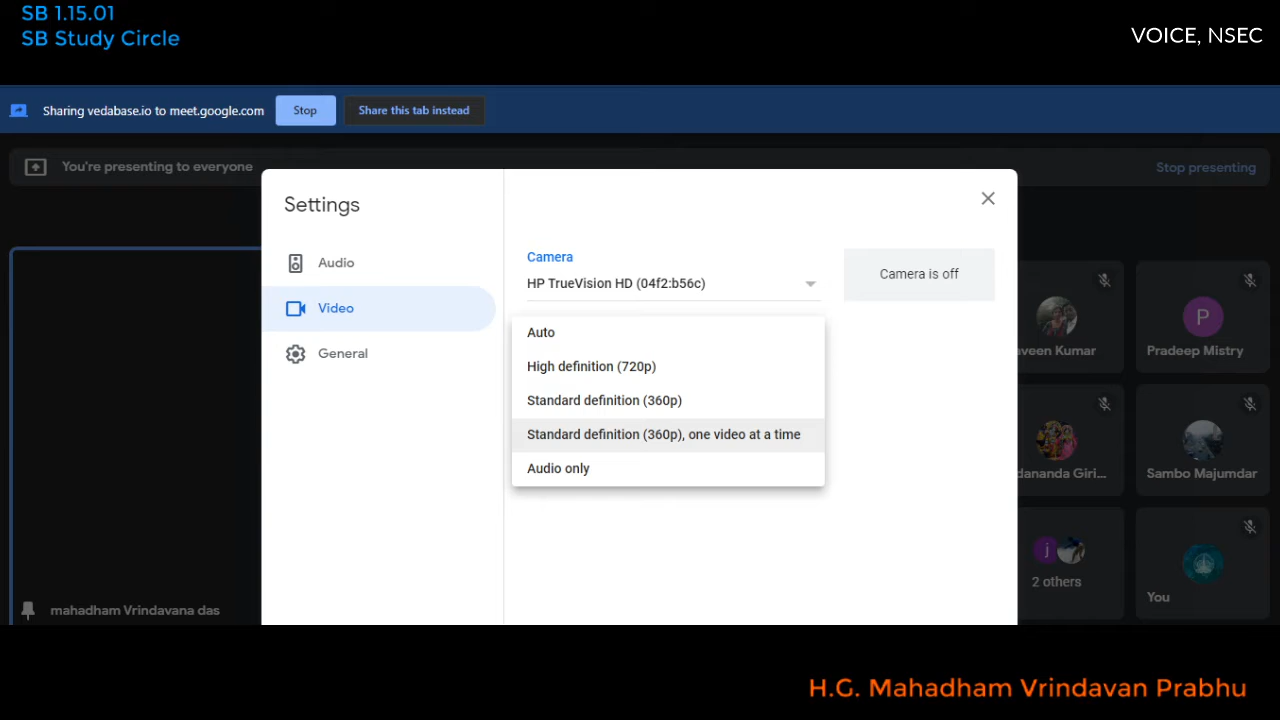 SB 1.15.01
SB Study Circle
VOICE, NSEC
Sharing vedabase.io to meet.google.com
Stop
Share this tab instead
You're presenting to everyone
Stop presenting
Settings
Audio
Video
General
Camera
HP TrueVision HD (04f2:b56c)
Camera is off
Auto
High definition (720p)
Standard definition (360p)
Standard definition (360p), one video at a time
Audio only
Kumar
P
Pradeep Mistry
Giri...
Sambo Majumdar
j
2 others
You
mahadham Vrindavana das
H.G. Mahadham Vrindavan Prabhu